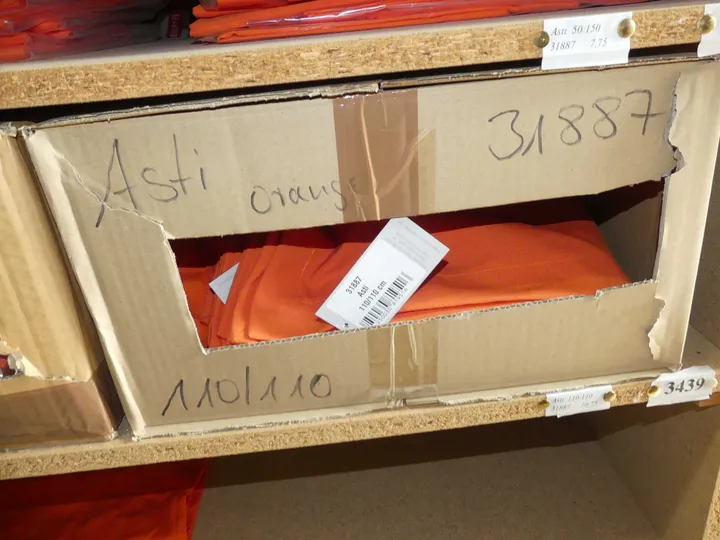 Asti 50 150
31887 7,75
Asti
orange
31887
31887
Asti
110/110 cm
110/110
Asti 110/110
31887
3439